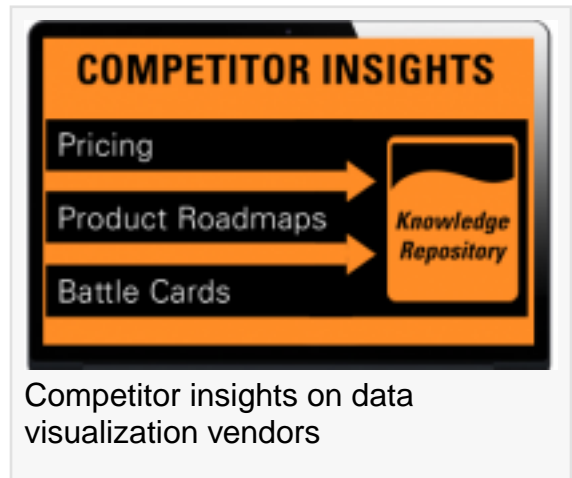 COMPETITOR INSIGHTS
Pricing
Product Roadmaps
Battle Cards
Knowledge
Repository
Competitor insights on data
visualization vendors